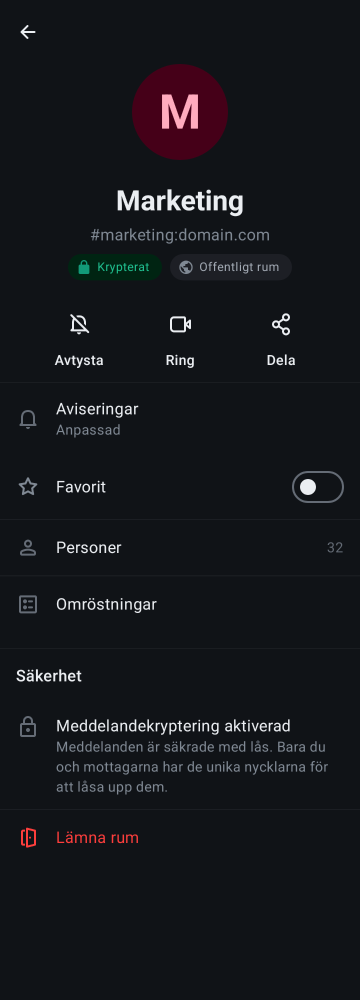 M
Marketing
#marketing:domain.com
Krypterat
Offentligt rum
Avtysta
Ring
Dela
Aviseringar
Anpassad
Favorit
Personer
32
Omröstningar
Säkerhet
Meddelandekryptering aktiverad
Meddelanden är säkrade med lås. Bara du
och mottagarna har de unika nycklarna för
att låsa upp dem.
Lämna rum